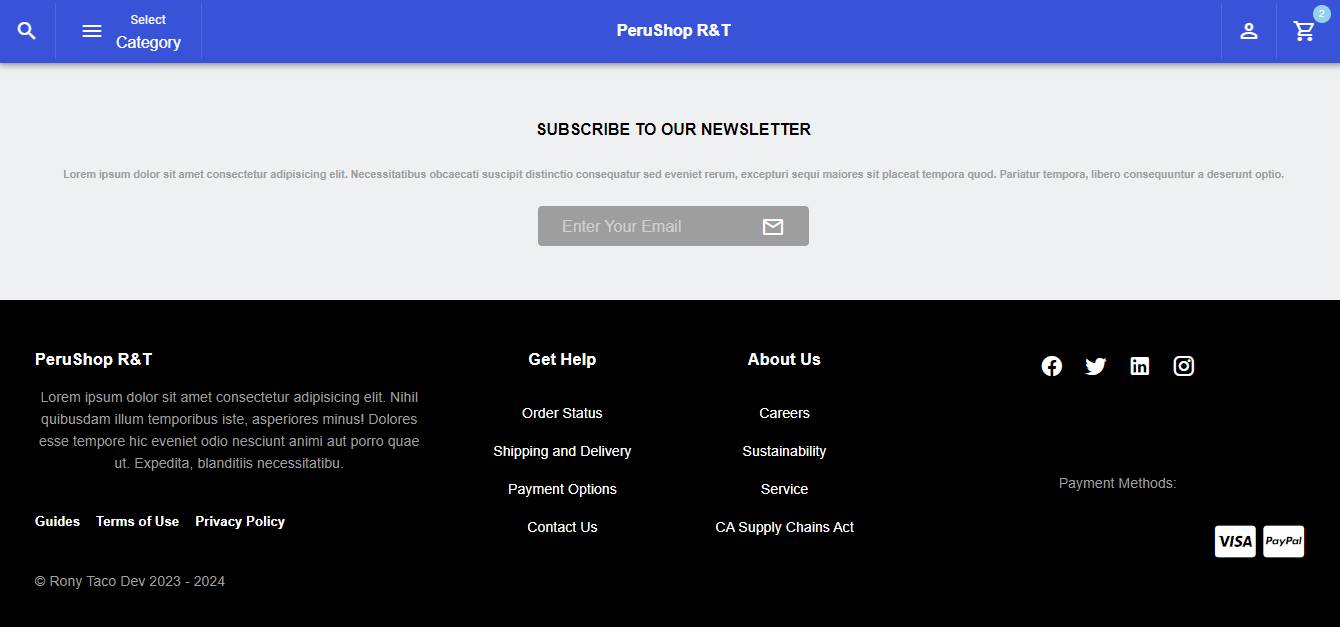 Select
Category
PeruShop R&T
2
SUBSCRIBE TO OUR NEWSLETTER
Lorem ipsum dolor sit amet consectetur adipisicing elit. Necessitatibus obcaecati suscipit distinctio consequatur sed eveniet rerum, excepturi sequi maiores sit placeat tempora quod. Pariatur tempora, libero consequuntur a deserunt optio.
Enter Your Email
PeruShop R&T
Lorem ipsum dolor sit amet consectetur adipisicing elit. Nihil
quibusdam illum temporibus iste, asperiores minus! Dolores
esse tempore hic eveniet odio nesciunt animi aut porro quae
ut. Expedita, blanditiis necessitatibu.
Guides Terms of Use Privacy Policy
© Rony Taco Dev 2023 - 2024
Get Help
Order Status
Shipping and Delivery
Payment Options
Contact Us
About Us
Careers
Sustainability
Service
CA Supply Chains Act
Payment Methods:
VISA PayPal